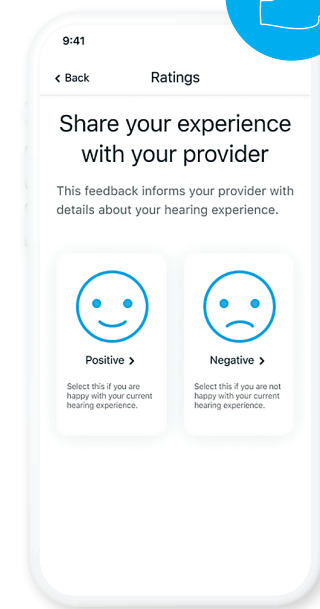 9:41
Back
Ratings
Share your experience
with your provider
This feedback informs your provider with
details about your hearing experience.
Positive
Select this if you are
happy with your current
hearing experience.
Negative
Select this if you are not
happy with your current
hearing experience.